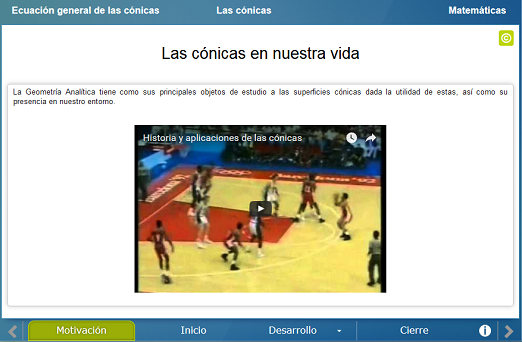 Ecuación general de las cónicas Las cónicas Matemáticas
©
Las cónicas en nuestra vida
La Geometría Analítica tiene como sus principales objetos de estudio a las superficies cónicas dada la utilidad de estas, así como su
presencia en nuestro entorno.
Historia y aplicaciones de las cónicas
Motivación Inicio Desarrollo Cierre i